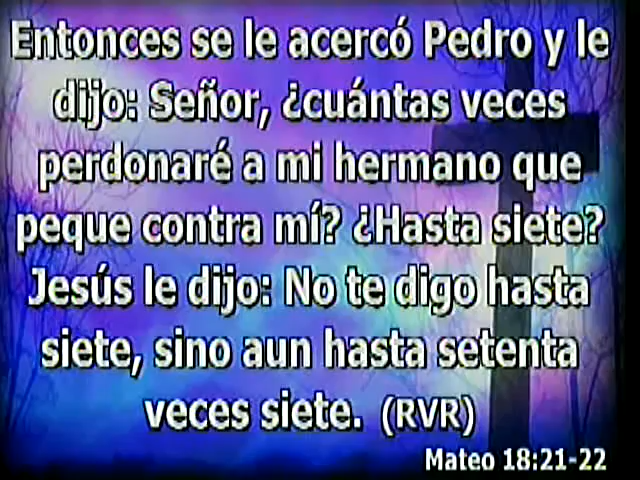 Entonces se le acercó Pedro y le
dijo: Señor, ¿cuántas veces
perdonaré a mi hermano que
peque contra mí? ¿Hasta siete?
Jesús le dijo: No te digo hasta
siete, sino aun hasta setenta
veces siete. (RVR)
Mateo 18:21-22